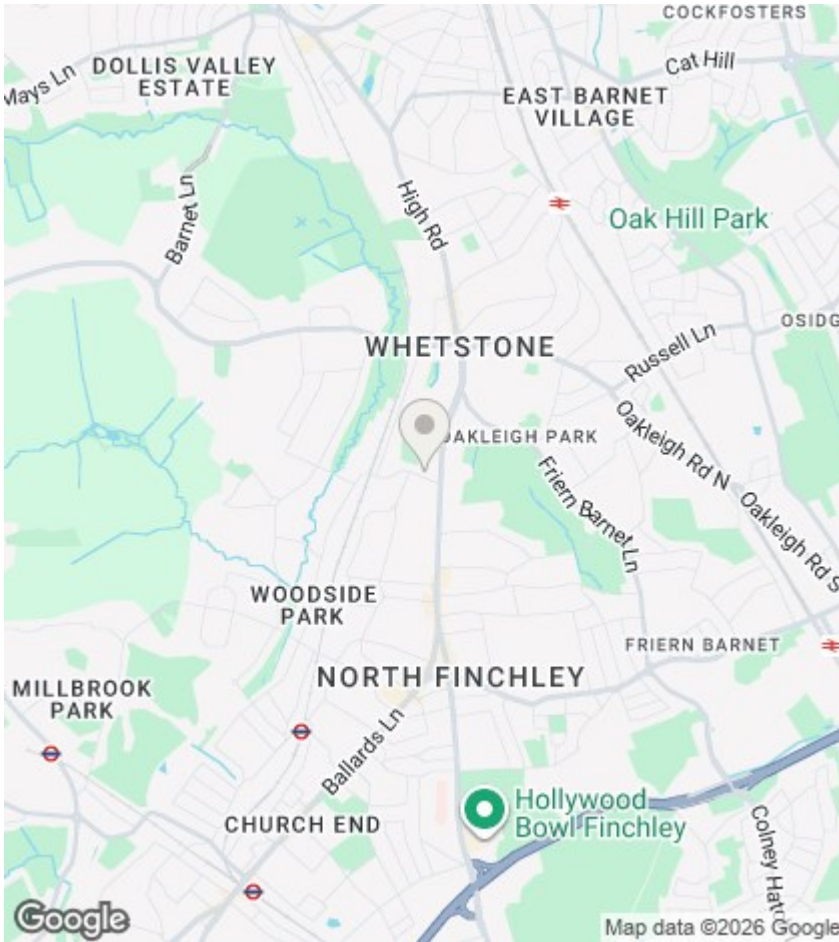 COCKFOSTERS
Cat Hill
DOLLIS VALLEY
ESTATE
Mays Ln
EAST BARNET
VILLAGE
Barnet Ln
High Rd
Oak Hill Park
OSIDG
WHETSTONE
Russell Ln
OAKLEIGH PARK
Oakleigh Rd N
Friern Barnet Ln
Oakleigh Rd S
WOODSIDE
PARK
FRIERN BARNET
NORTH FINCHLEY
MILLBROOK
PARK
Ballards Ln
Hollywood
Bowl Finchley
CHURCH END
Colney Hatc
Google
Map data ©2026 Google